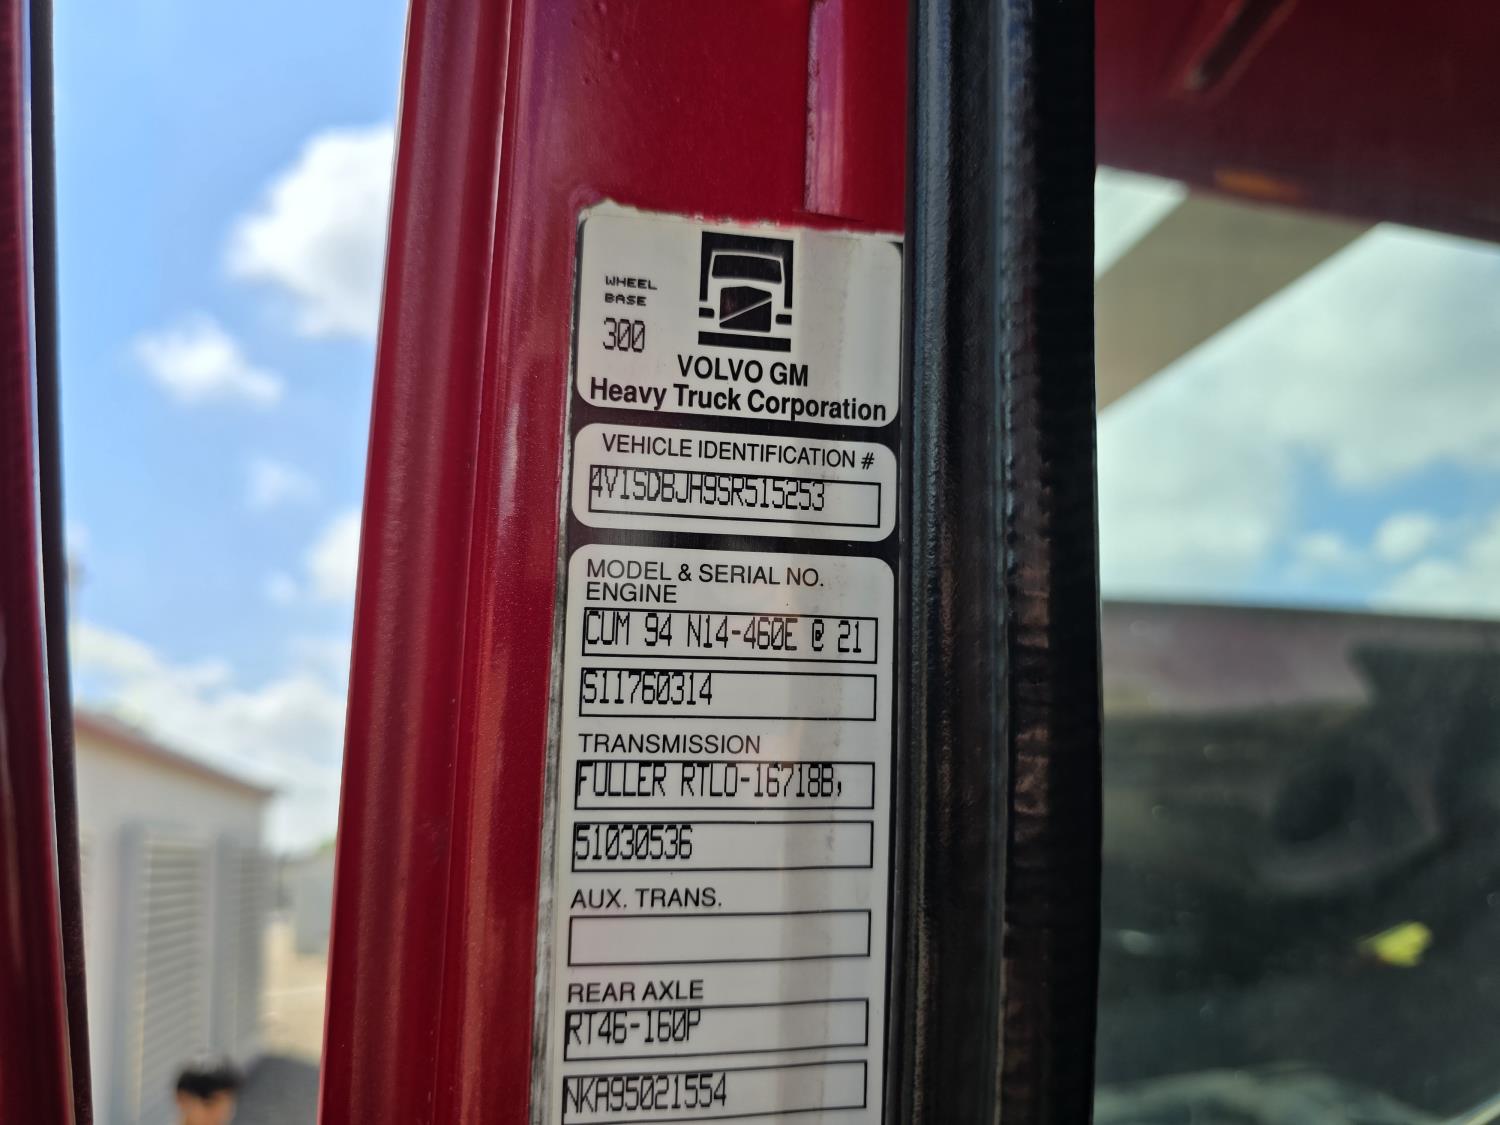 WHEEL
BASE
300
VOLVO GM
Heavy Truck Corporation
VEHICLE IDENTIFICATION #
4V1SDBJH9SR515253
MODEL & SERIAL NO.
ENGINE
CUM 94 N14-460E @ 21
S11760314
TRANSMISSION
FULLER RTLO-16718B,
51030536
AUX. TRANS.
REAR AXLE
RT46-160P
NKA95021554